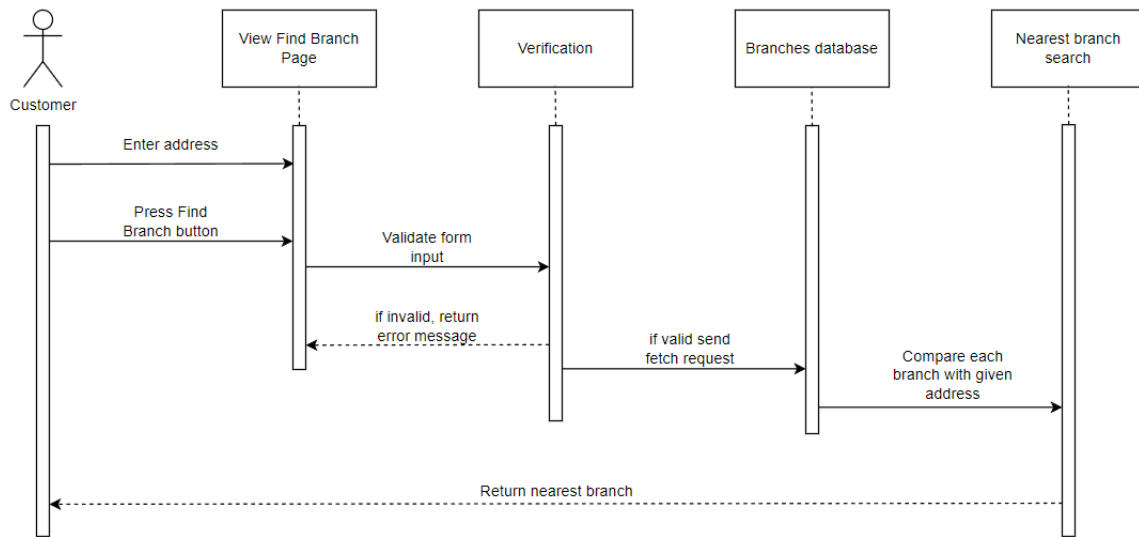 Customer
View Find Branch
Page
Verification
Branches database
Nearest branch
search
Enter address
Press Find
Branch button
Validate form
input
if invalid, return
error message
if valid send
fetch request
Compare each
branch with given
address
Return nearest branch